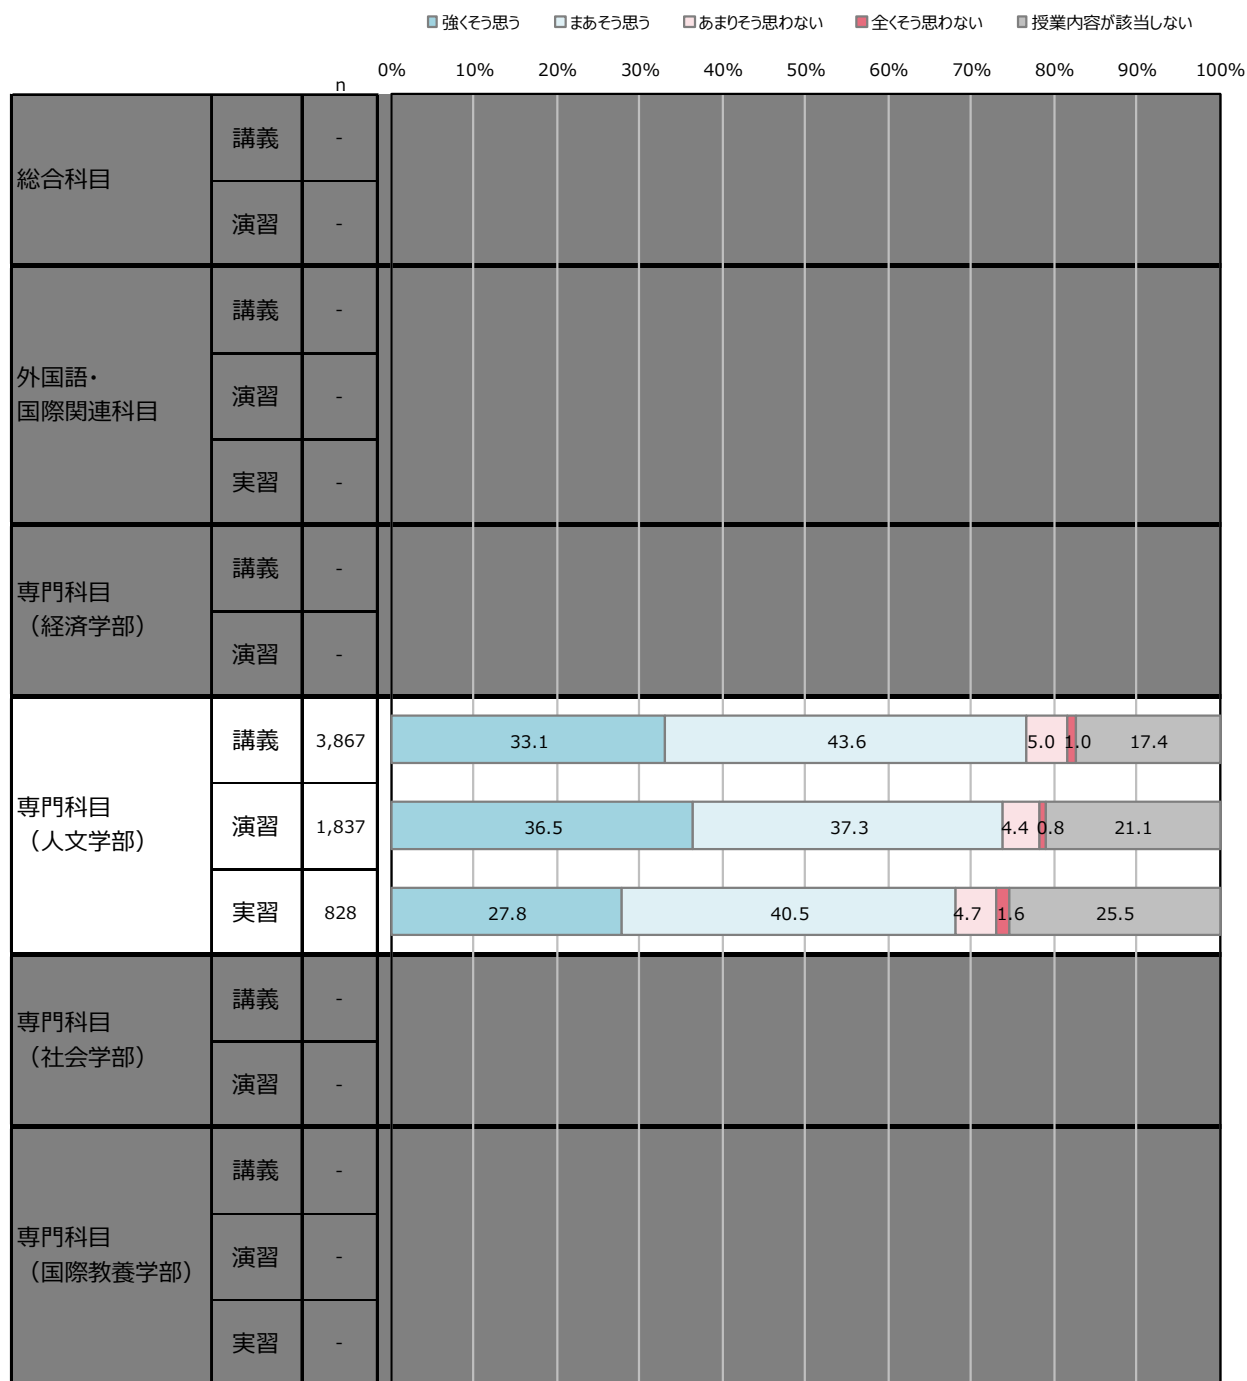 強くそう思う まあそう思う あまりそう思わない 全くそう思わない 授業内容が該当しない
n 0% 10% 20% 30% 40% 50% 60% 70% 80% 90% 100%
総合科目
講義 -
演習 -
外国語・
国際関連科目
講義 -
演習 -
実習 -
専門科目
（経済学部）
講義 -
演習 -
専門科目
（人文学部）
講義 3,867 33.1 43.6 5.0 1.0 17.4
演習 1,837 36.5 37.3 4.4 0.8 21.1
実習 828 27.8 40.5 4.7 1.6 25.5
専門科目
（社会学部）
講義 -
演習 -
専門科目
（国際教養学部）
講義 -
演習 -
実習 -